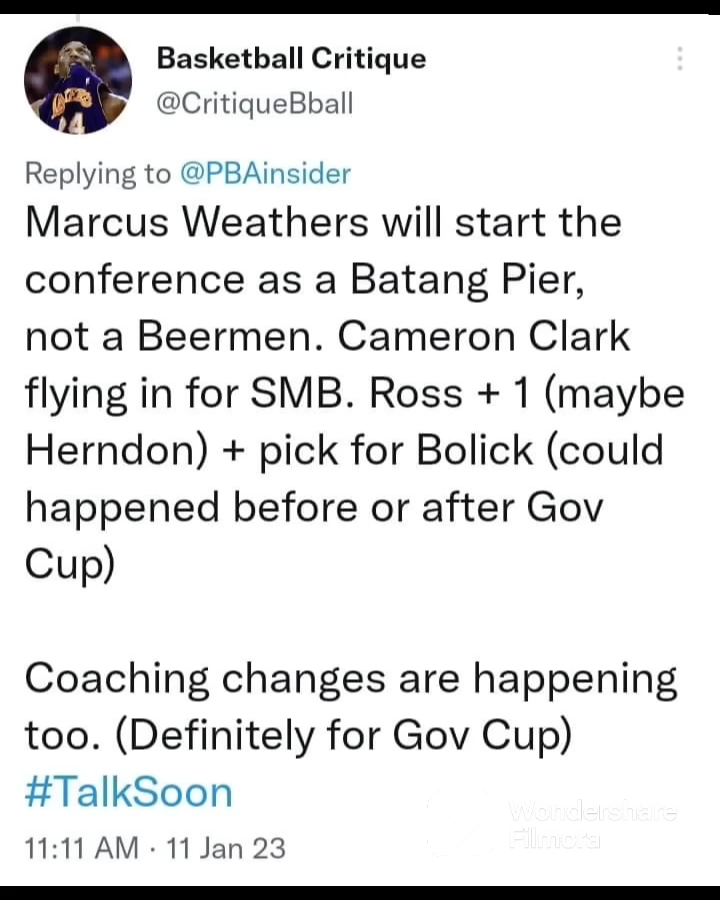 Basketball Critique
@CritiqueBball
Replying to @PBAinsider
Marcus Weathers will start the
conference as a Batang Pier,
not a Beermen. Cameron Clark
flying in for SMB. Ross + 1 (maybe
Herndon) + pick for Bolick (could
happened before or after Gov
Cup)
Coaching changes are happening
too. (Definitely for Gov Cup)
#TalkSoon
11:11 AM · 11 Jan 23
Wondershare
Filmora